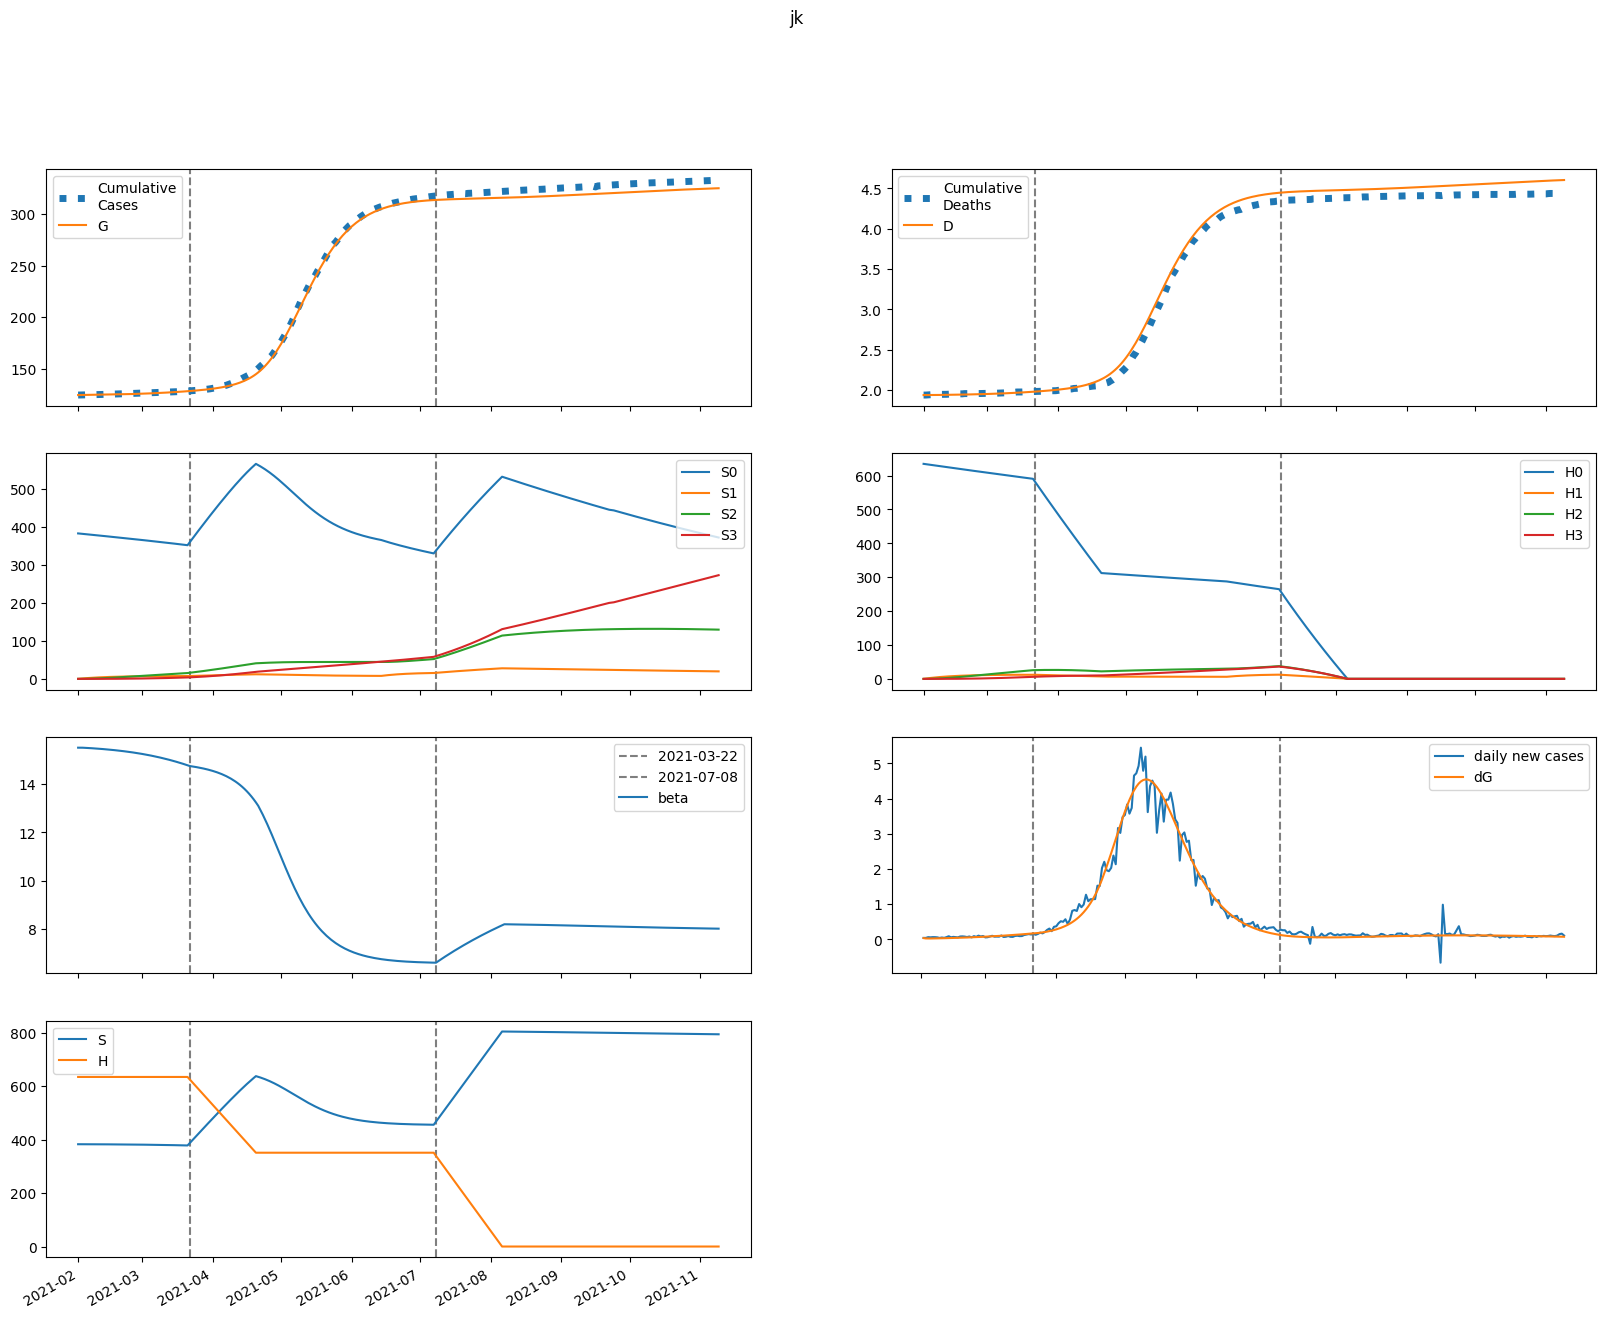 jk
Cumulative
Cases
G
300
250
200
150
Cumulative
Deaths
D
4.5
4.0
3.5
3.0
2.5
2.0
S0
S1
S2
S3
500
400
300
200
100
0
H0
H1
H2
H3
600
500
400
300
200
100
0
2021-03-22
2021-07-08
beta
14
12
10
8
daily new cases
dG
5
4
3
2
1
0
S
H
800
600
400
200
0
2021-02
2021-03
2021-04
2021-05
2021-06
2021-07
2021-08
2021-09
2021-10
2021-11